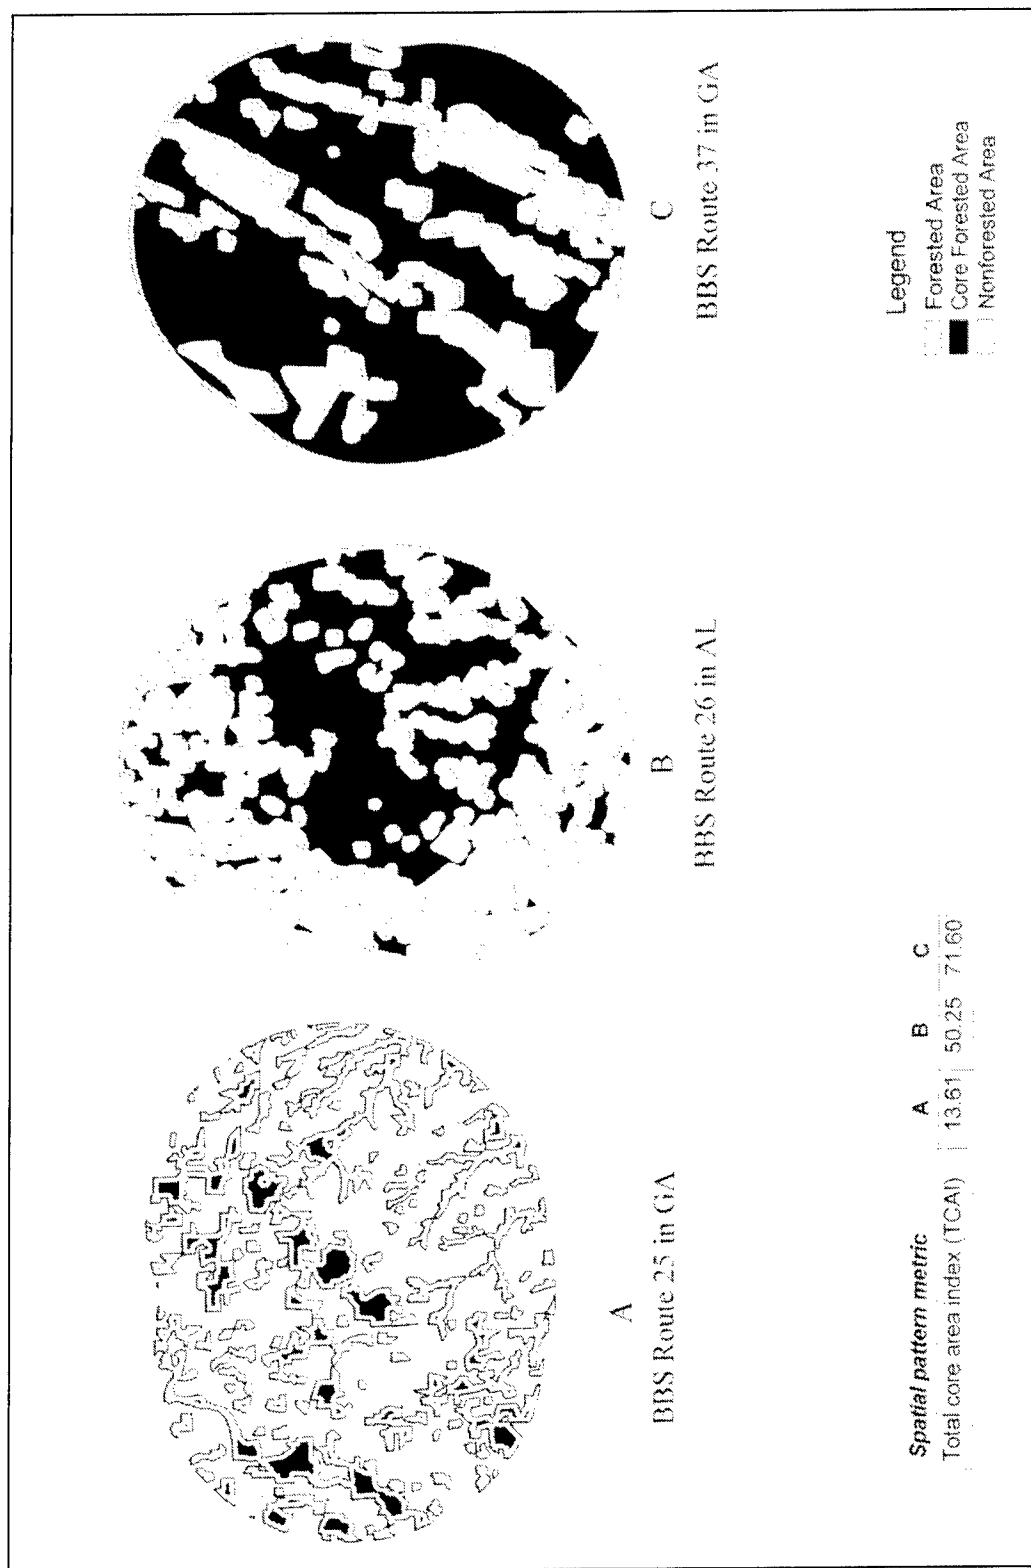 A
BBS Route 25 in GA
B
BBS Route 26 in AL
C
BBS Route 37 in GA
Spatial pattern metric A B C
Total core area index (TCAI) 13.61 50.25 71.60
Legend
Forested Area
Core Forested Area
Nonforested Area